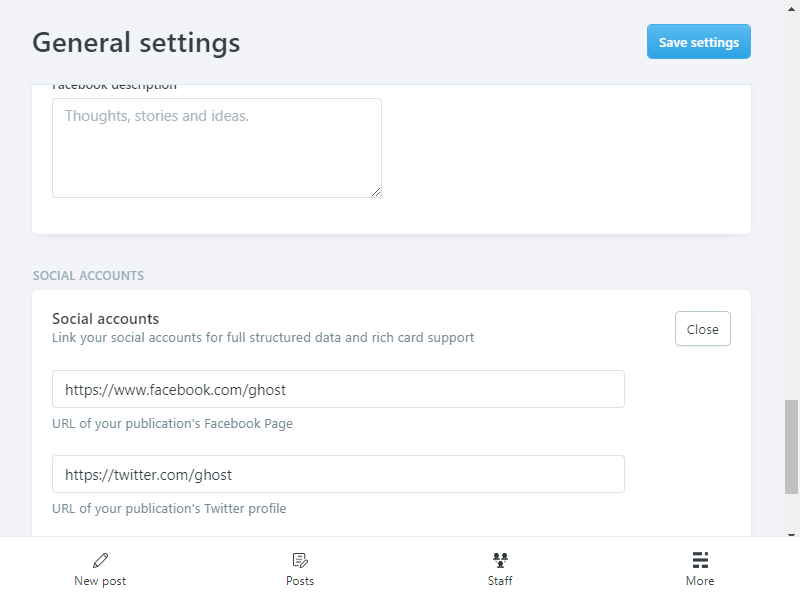 General settings
Save settings
Facebook description
Thoughts, stories and ideas.
SOCIAL ACCOUNTS
Social accounts
Link your social accounts for full structured data and rich card support
Close
https://www.facebook.com/ghost
URL of your publication's Facebook Page
https://twitter.com/ghost
URL of your publication's Twitter profile
New post
Posts
Staff
More